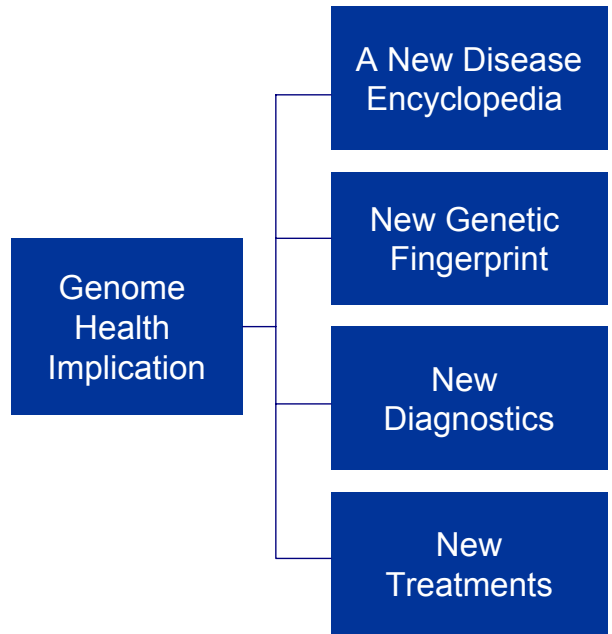 A New Disease
Encyclopedia
New Genetic
Fingerprint
Genome
Health
Implication
New
Diagnostics
New
Treatments